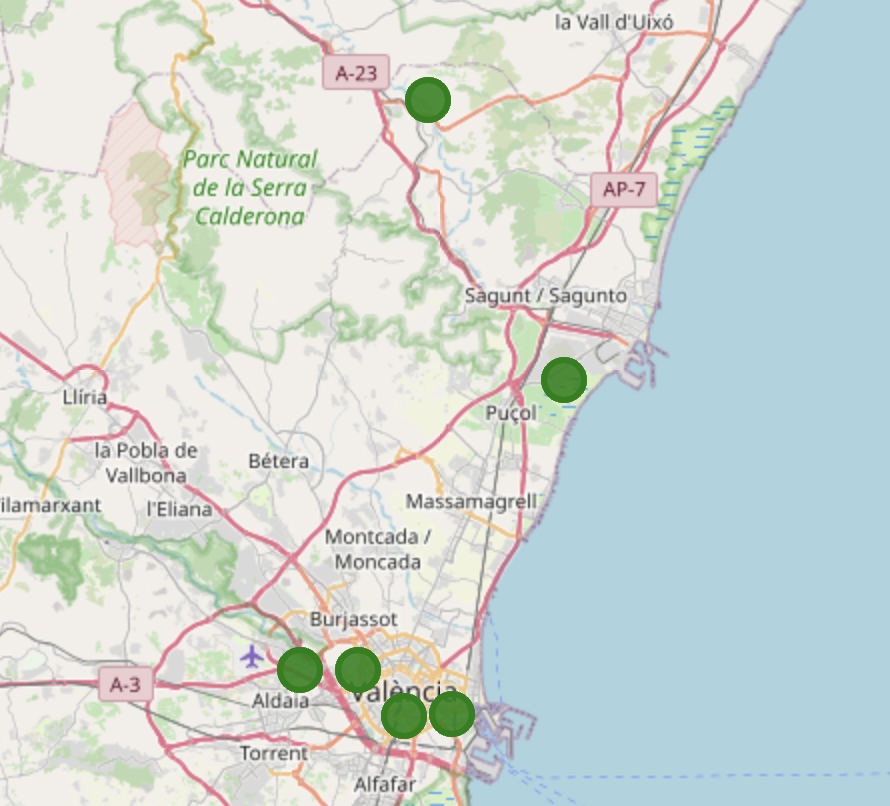 la Vall d'Uixó
A-23
Parc Natural
de la Serra
Calderona
AP-7
Sagunt / Sagunto
Llíria
Puçol
la Pobla de
Vallbona
Bétera
Massamagrell
ilamarxant
l'Eliana
Montcada /
Moncada
Burjassot
A-3
València
Aldaia
Torrent
Alfafar